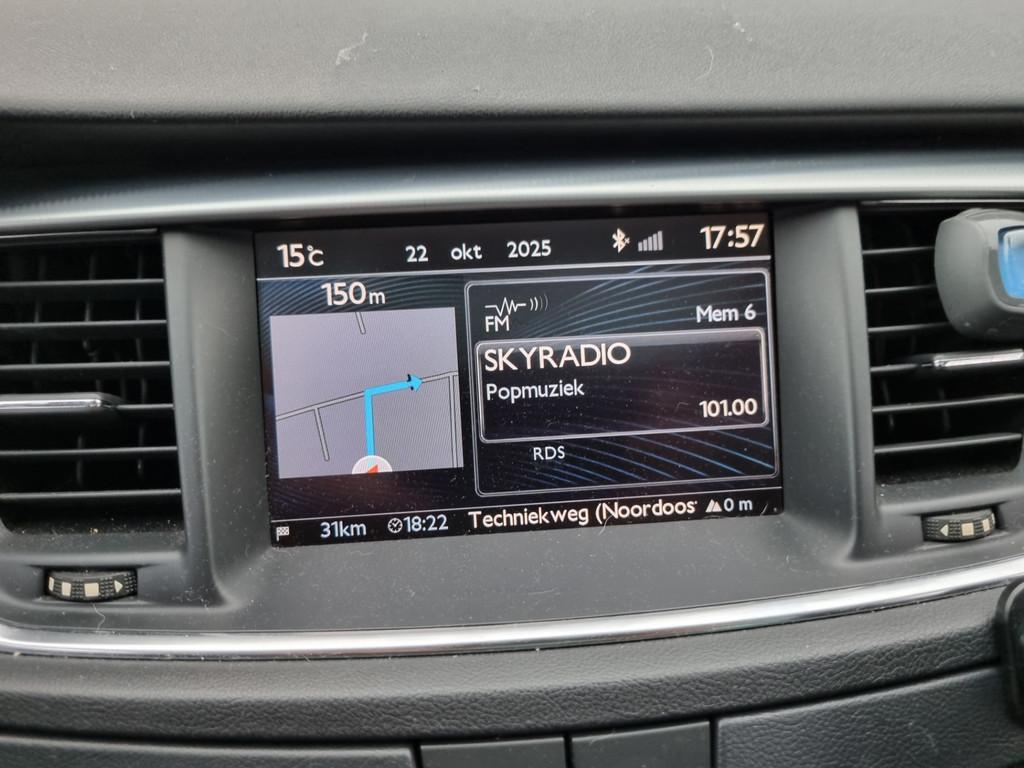 15°C 22 okt 2025 17:57
150m
FM Mem 6
SKYRADIO
Popmuziek
101.00
RDS
31km 18:22 Techniekweg (Noordoos 0 m